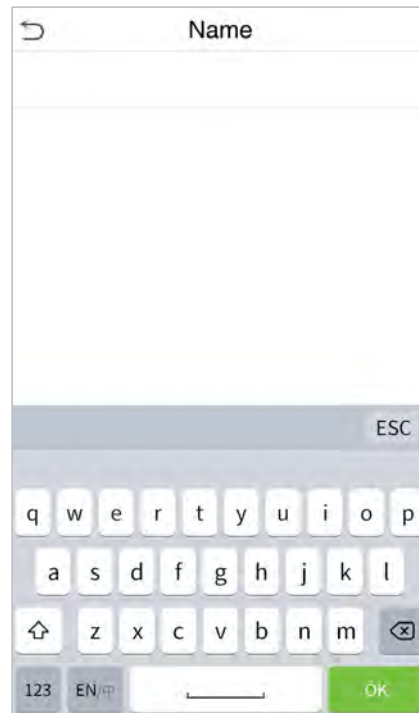 Name
ESC
q w e r t y u i o p
a s d f g h j k l
z x c v b n m
123 EN/中 OK